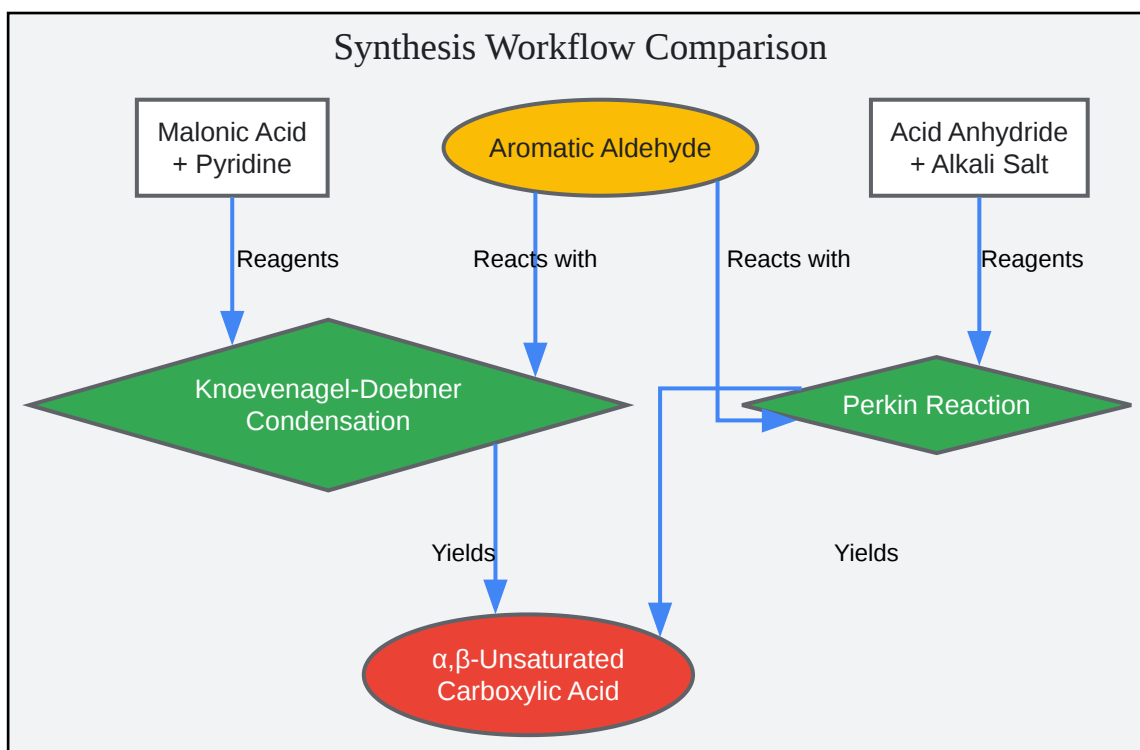 Synthesis Workflow Comparison
Malonic Acid
+ Pyridine
Aromatic Aldehyde
Acid Anhydride
+ Alkali Salt
Reagents
Reacts with
Reacts with
Reagents
Knoevenagel-Doebner
Condensation
Perkin Reaction
Yields
Yields
α,β-Unsaturated
Carboxylic Acid